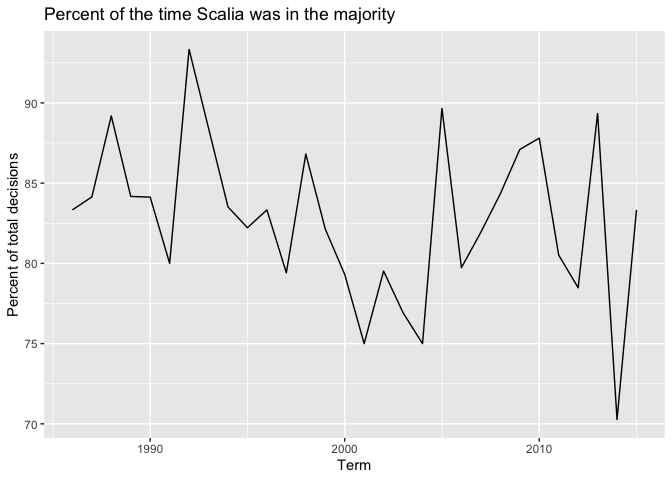 Percent of the time Scalia was in the majority
Percent of total decisions
90
85
80
75
70
1990
2000
2010
Term